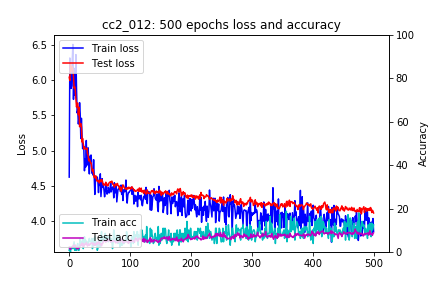 cc2_012: 500 epochs loss and accuracy
Train loss
Test loss
Train acc
Test acc
Loss
6.5
6.0
5.5
5.0
4.5
4.0
Accuracy
100
80
60
40
20
0
0 100 200 300 400 500